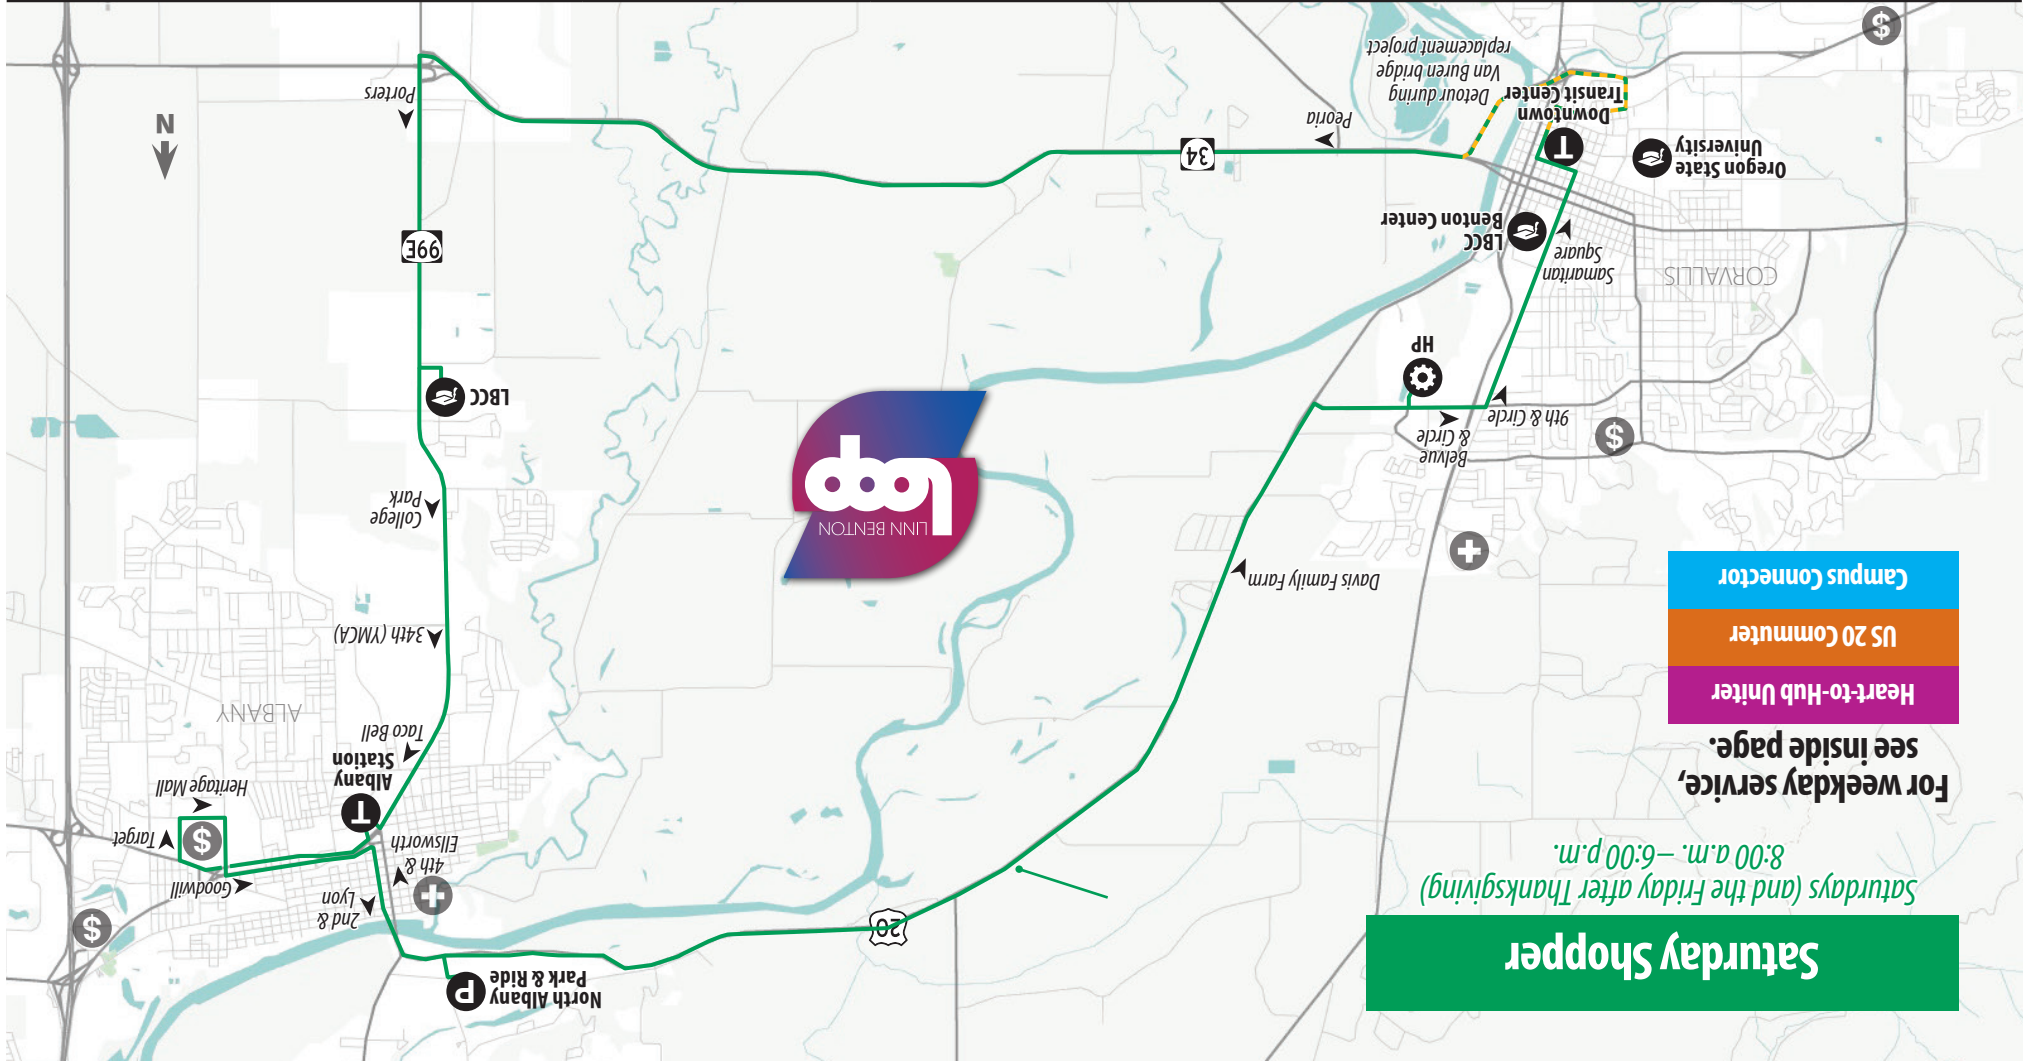 Saturday Shopper
Saturdays (and the Friday after Thanksgiving)
8:00 a.m. – 6:00 p.m.
For weekday service,
see inside page.
Heart-to-Hub Uniter
US 20 Commuter
Campus Connector
North Albany
Park & Ride
20
2nd &
Lyon
4th &
Ellsworth
Goodwill
Target
Heritage Mall
$
$
Albany
Station
T
P
Taco Bell
ALBANY
34th (YMCA)
College
Park
LBCC
99E
Porters
N
LINN BENTON
loop
Davis Family Farm
Belvue
& Circle
9th & Circle
$
HP
CORVALLIS
Samaritan
Square
LBCC
Benton Center
Oregon State
University
T
Downtown
Transit Center
34
Peoria
Detour during
Van Buren bridge
replacement project
$